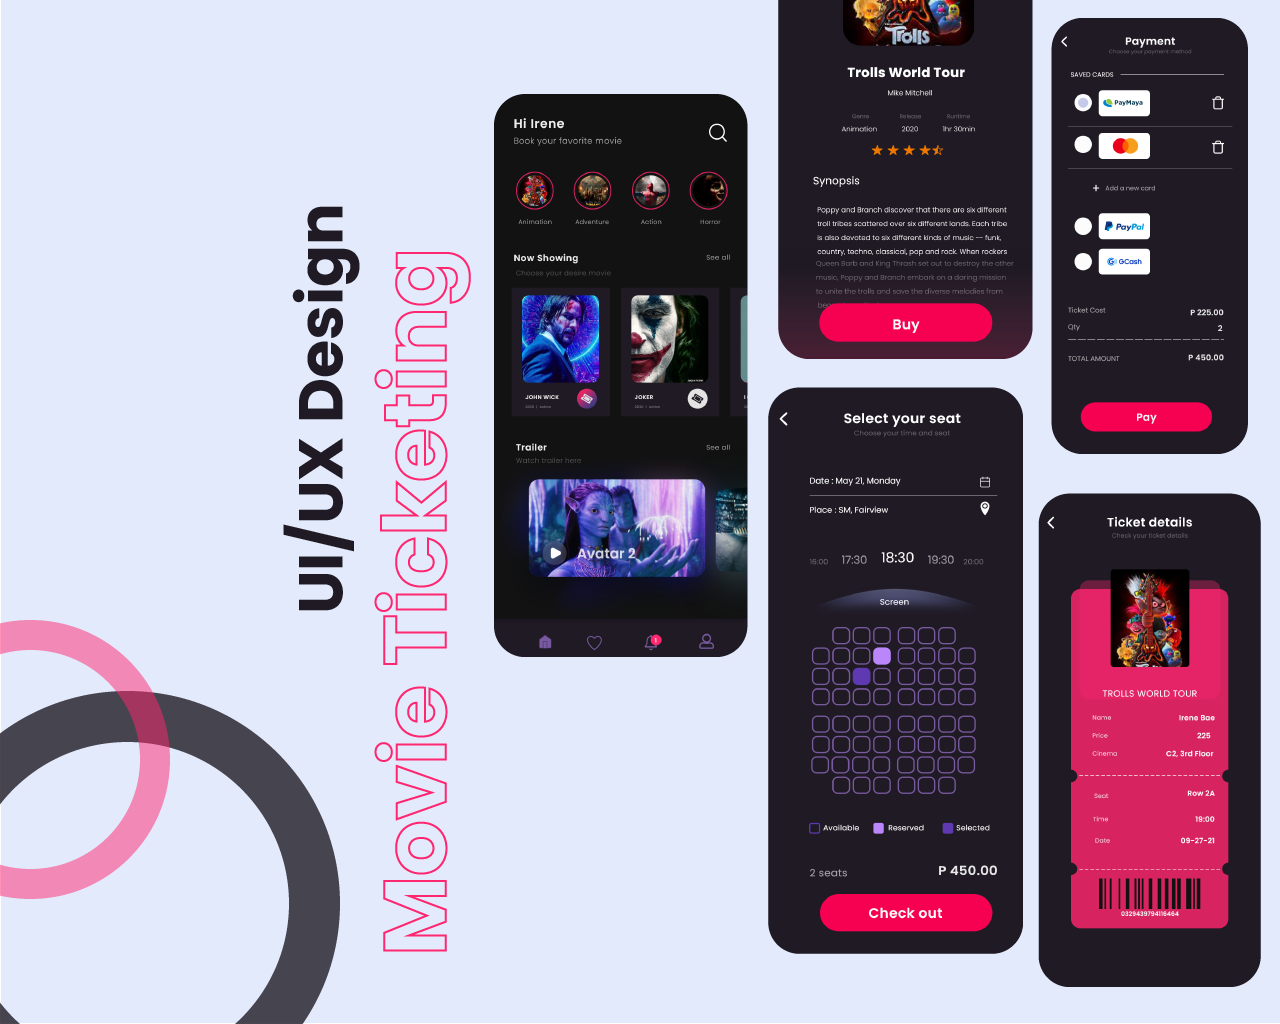 UI/UX Design
Movie Ticketing
Hi Irene
Book your favorite movie
Animation
Adventure
Action
Horror
Now Showing
See all
Choose your desire movie
JOHN WICK
JOKER
Trailer
See all
Watch trailer here
Avatar 2
1
Trolls
Trolls World Tour
Mike Mitchell
Genre
Release
Runtime
Animation
2020
1hr 30min
Synopsis
Poppy and Branch discover that there are six different
troll tribes scattered over six different lands. Each tribe
is also devoted to six different kinds of music -- funk,
country, techno, classical, pop and rock. When rockers
Queen Barb and King Thrash set out to destroy the other
music, Poppy and Branch embark on a daring mission
to unite the trolls and save the diverse melodies from
Buy
Select your seat
Choose your time and seat
Date : May 21, Monday
Place : SM, Fairview
16:00
17:30
18:30
19:30
20:00
Screen
Available
Reserved
Selected
2 seats
P 450.00
Check out
Payment
Choose your payment method
SAVED CARDS
PayMaya
+ Add a new card
PayPal
GCash
Ticket Cost
P 225.00
Qty
2
TOTAL AMOUNT
P 450.00
Pay
Ticket details
Check your ticket details
TROLLS WORLD TOUR
Name
Irene Bae
Price
225
Cinema
C2, 3rd Floor
Seat
Row 2A
Time
19:00
Date
09-27-21
0329439794116464